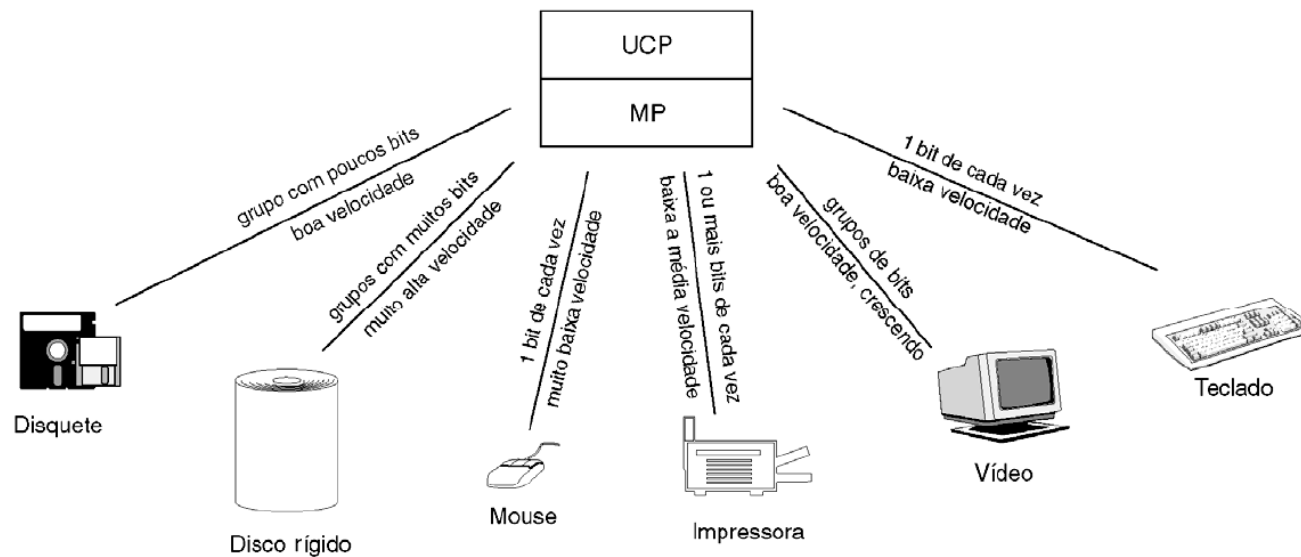 UCP
MP
grupo com poucos bits
boa velocidade
grupos com muitos bits
muito alta velocidade
1 bit de cada vez
muito baixa velocidade
1 ou mais bits de cada vez
baixa a média velocidade
grupos de bits
boa velocidade, crescendo
1 bit de cada vez
baixa velocidade
Disquete
Disco rígido
Mouse
Impressora
Vídeo
Teclado